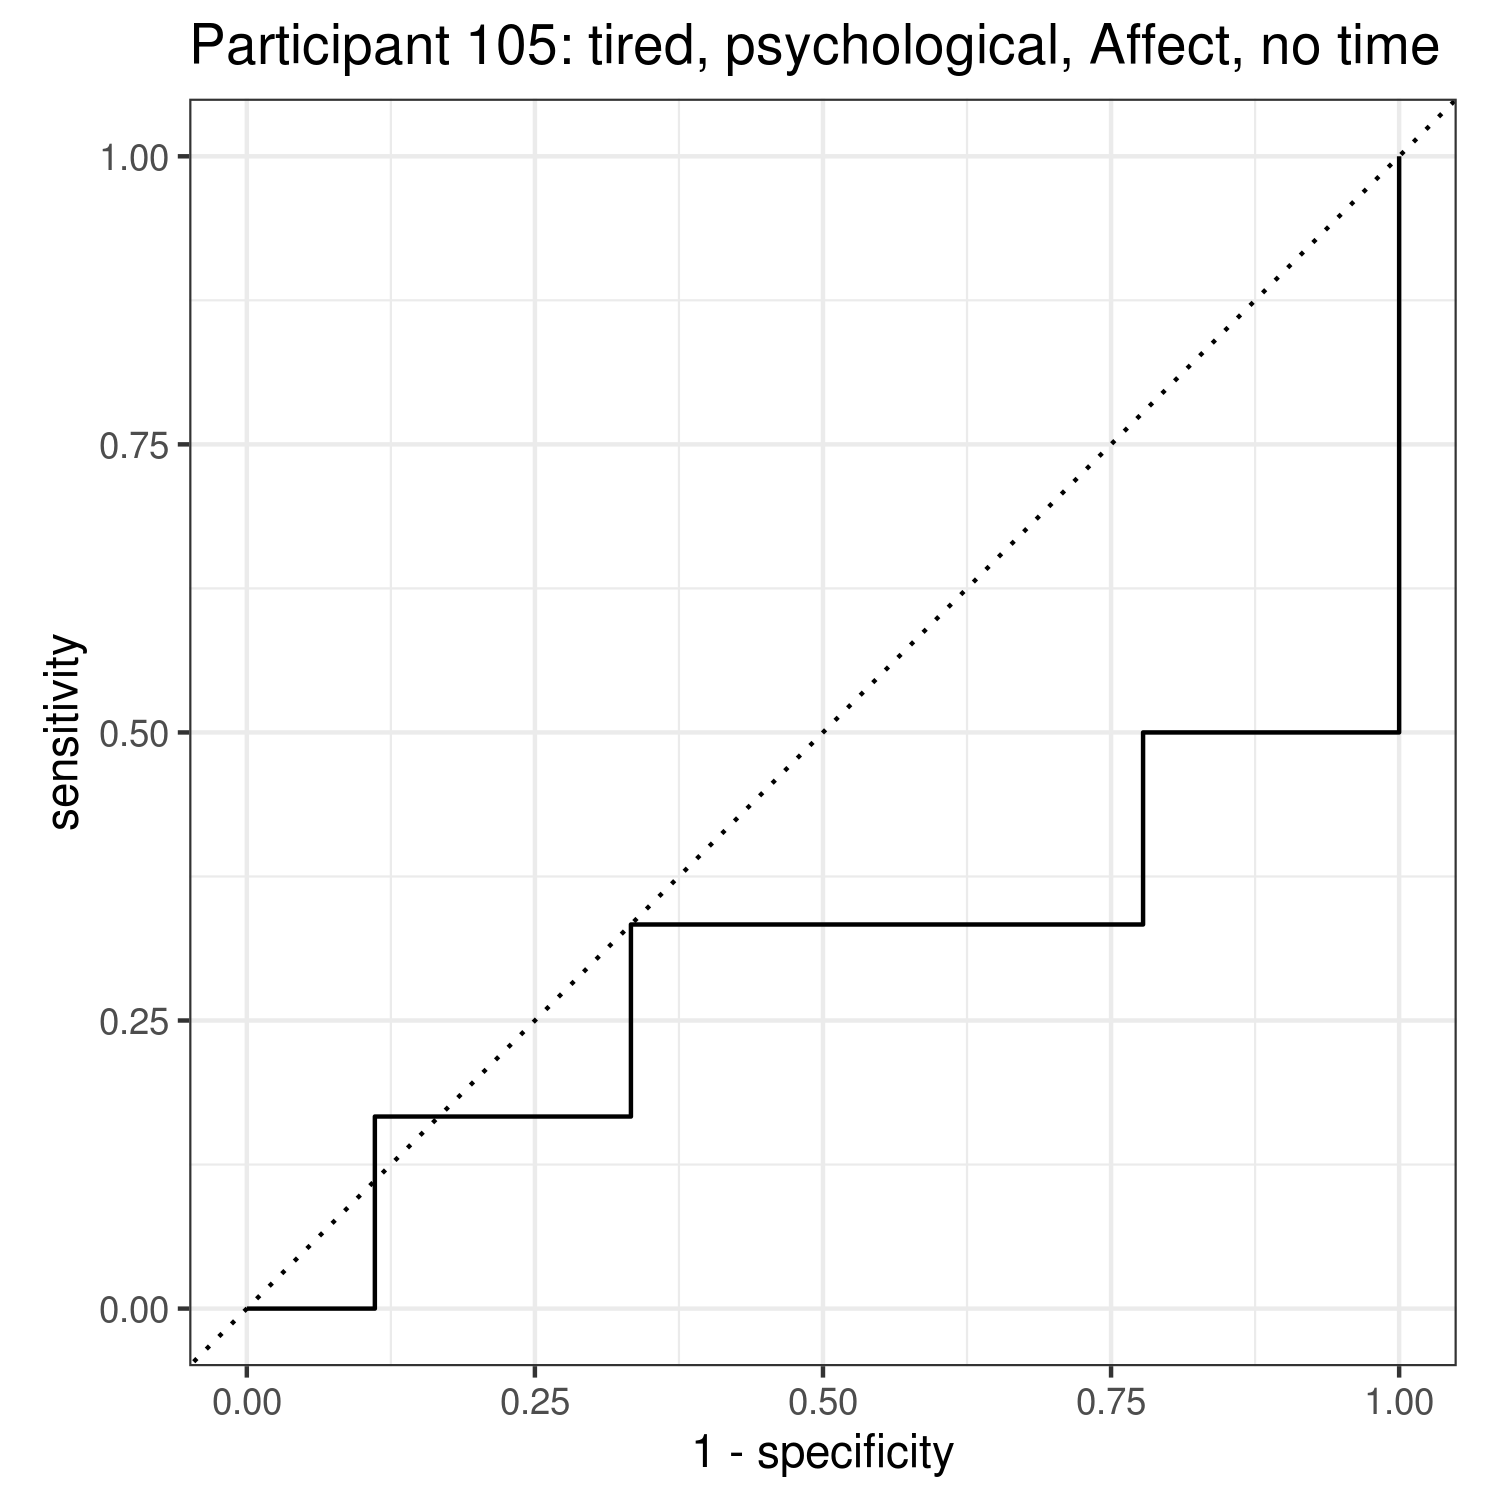 Participant 105: tired, psychological, Affect, no time
1.00
0.75
0.50
0.25
0.00
sensitivity
0.00 0.25 0.50 0.75 1.00
1 - specificity